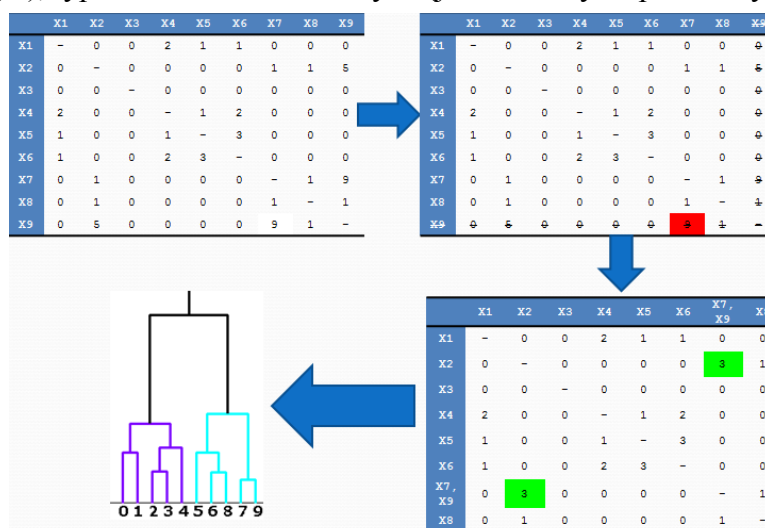 X1 X2 X3 X4 X5 X6 X7 X8 X9
X1 - 0 0 2 1 1 0 0 0
X2 0 - 0 0 0 0 1 1 5
X3 0 0 - 0 0 0 0 0 0
X4 2 0 0 - 1 2 0 0 0
X5 1 0 0 1 - 3 0 0 0
X6 1 0 0 2 3 - 0 0 0
X7 0 1 0 0 0 0 - 1 9
X8 0 1 0 0 0 0 1 - 1
X9 0 5 0 0 0 0 9 1 -
X1 X2 X3 X4 X5 X6 X7 X8 X9
X1 - 0 0 2 1 1 0 0 0
X2 0 - 0 0 0 0 1 1 5
X3 0 0 - 0 0 0 0 0 0
X4 2 0 0 - 1 2 0 0 0
X5 1 0 0 1 - 3 0 0 0
X6 1 0 0 2 3 - 0 0 0
X7 0 1 0 0 0 0 - 1 9
X8 0 1 0 0 0 0 1 - 1
X9 0 5 0 0 0 0 9 1 -
X1 X2 X3 X4 X5 X6 X7, X9
X1 - 0 0 2 1 1 0 0
X2 0 - 0 0 0 0 3 1
X3 0 0 - 0 0 0 0 0
X4 2 0 0 - 1 2 0 0
X5 1 0 0 1 - 3 0 0
X6 1 0 0 2 3 - 0 0
X7, X9 0 3 0 0 0 0 - 1
X8 0 1 0 0 0 0 1 -
0 1 2 3 4 5 6 8 7 9